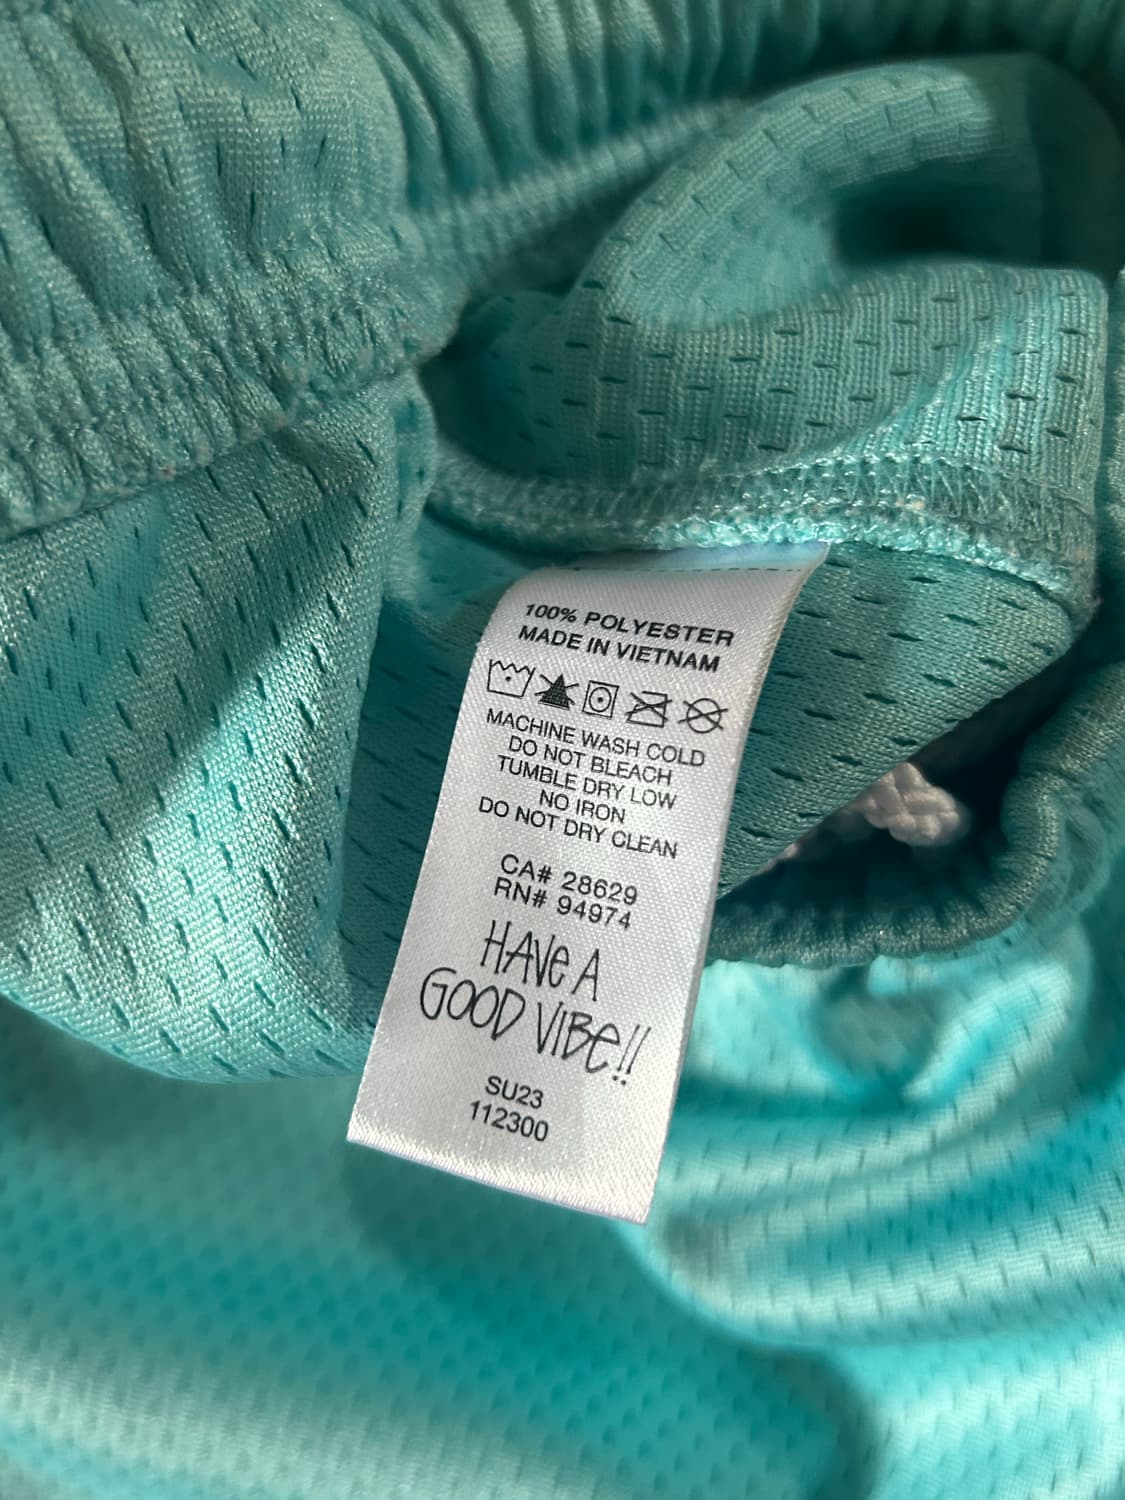 100% POLYESTER
MADE IN VIETNAM
MACHINE WASH COLD
DO NOT BLEACH
TUMBLE DRY LOW
NO IRON
DO NOT DRY CLEAN
CA# 28629
RN# 94974
HAVe A
GOOD VIBe!!
SU23
112300